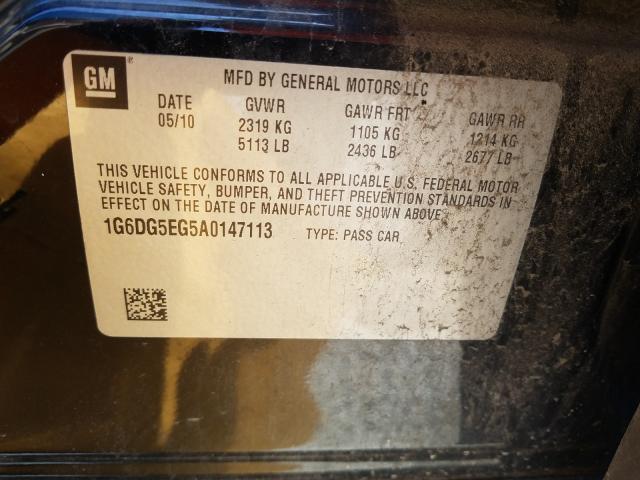 GM
MFD BY GENERAL MOTORS LLC
DATE GVWR GAWR FRT GAWR RR
05/10 2319 KG 1105 KG 1214 KG
5113 LB 2436 LB 2677 LB
THIS VEHICLE CONFORMS TO ALL APPLICABLE U.S. FEDERAL MOTOR
VEHICLE SAFETY, BUMPER, AND THEFT PREVENTION STANDARDS IN
EFFECT ON THE DATE OF MANUFACTURE SHOWN ABOVE
1G6DG5EG5A0147113 TYPE: PASS CAR